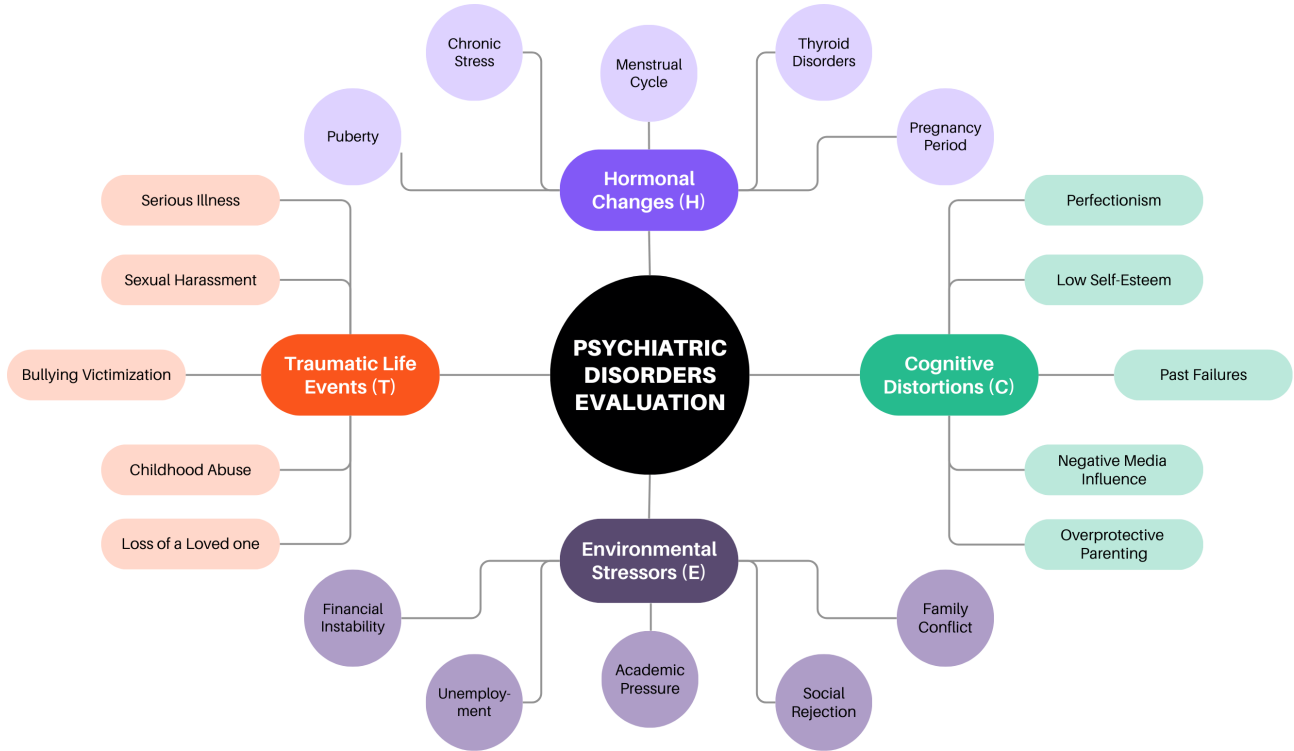 Chronic
Stress
Menstrual
Cycle
Thyroid
Disorders
Puberty
Pregnancy
Period
Hormonal
Changes (H)
Serious Illness
Sexual Harassment
Traumatic Life
Events (T)
Bullying Victimization
Childhood Abuse
Loss of a Loved one
PSYCHIATRIC
DISORDERS
EVALUATION
Perfectionism
Low Self-Esteem
Cognitive
Distortions (C)
Past Failures
Negative Media
Influence
Overprotective
Parenting
Environmental
Stressors (E)
Financial
Instability
Unemploy-
ment
Academic
Pressure
Social
Rejection
Family
Conflict